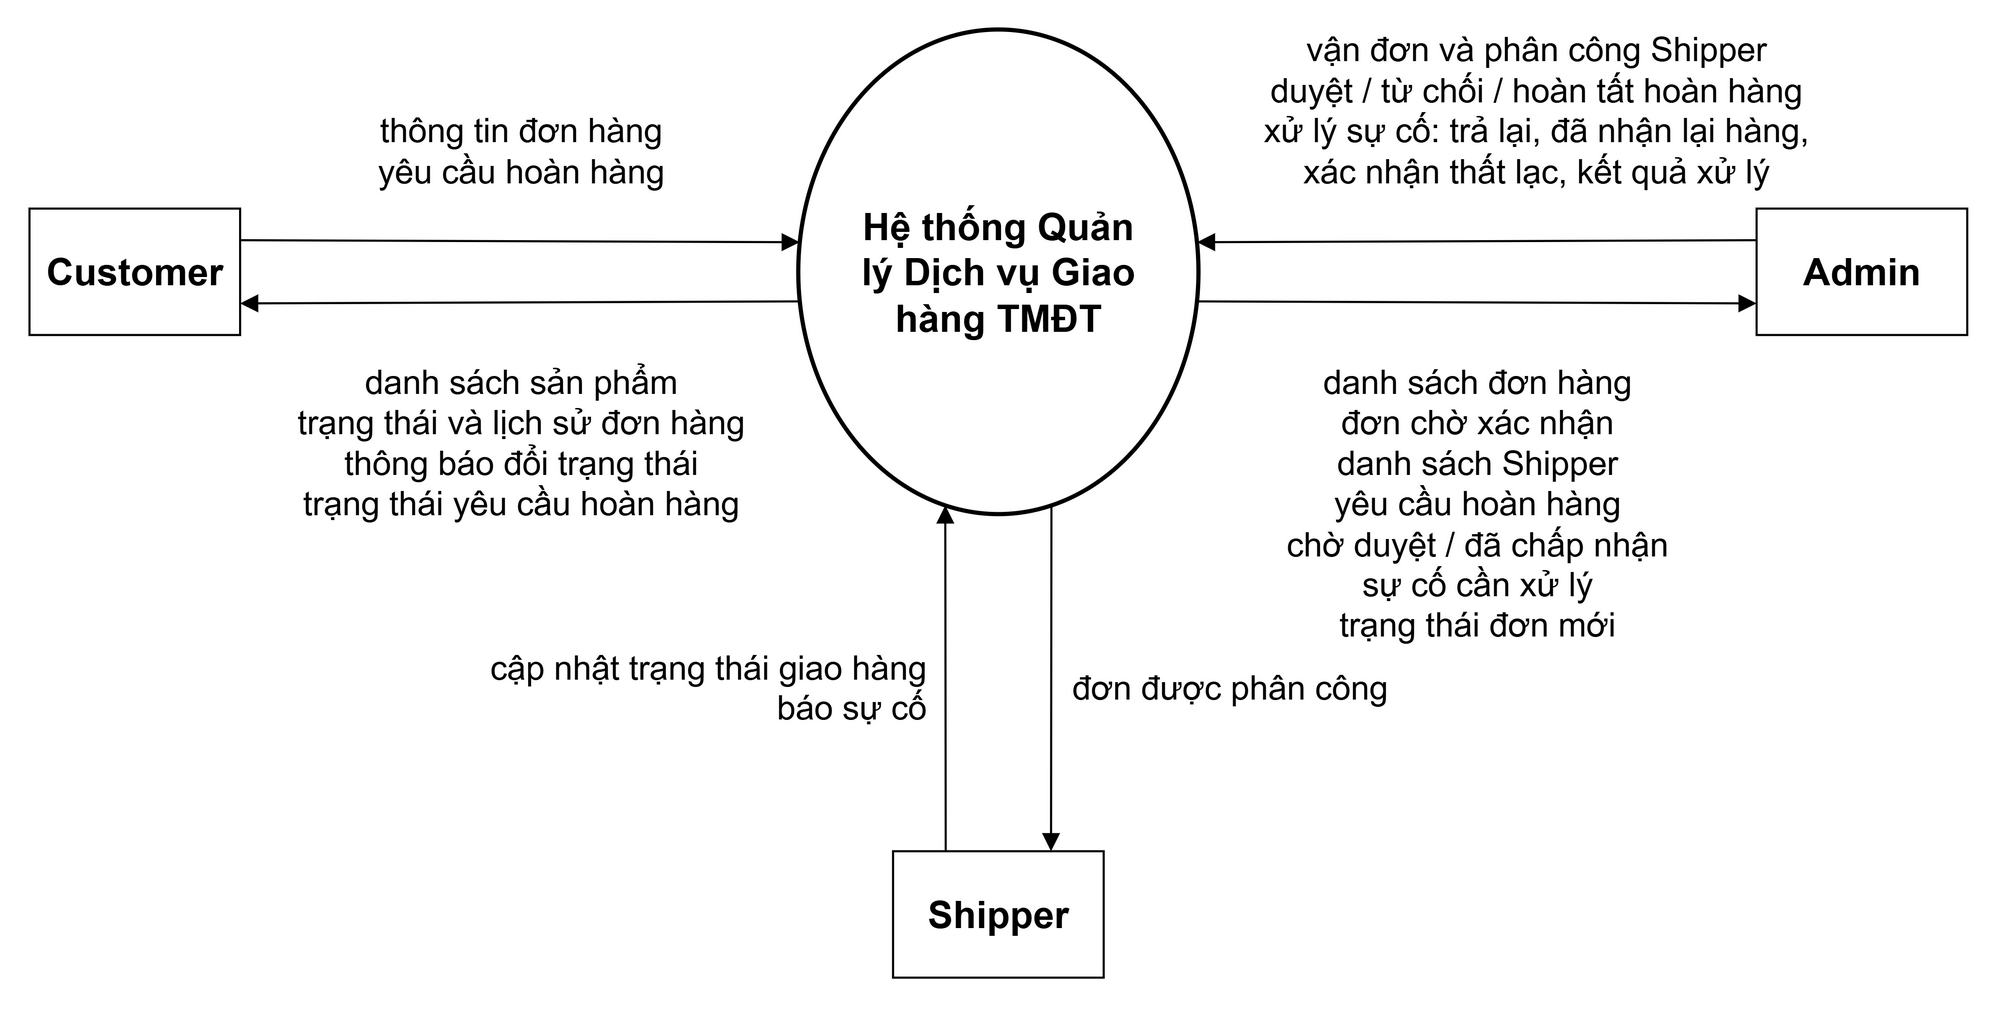 thông tin đơn hàng
yêu cầu hoàn hàng
vận đơn và phân công Shipper
duyệt / từ chối / hoàn tất hoàn hàng
xử lý sự cố: trả lại, đã nhận lại hàng,
xác nhận thất lạc, kết quả xử lý
Customer
Hệ thống Quản
lý Dịch vụ Giao
hàng TMĐT
Admin
danh sách sản phẩm
trạng thái và lịch sử đơn hàng
thông báo đổi trạng thái
trạng thái yêu cầu hoàn hàng
danh sách đơn hàng
đơn chờ xác nhận
danh sách Shipper
yêu cầu hoàn hàng
chờ duyệt / đã chấp nhận
sự cố cần xử lý
trạng thái đơn mới
cập nhật trạng thái giao hàng
báo sự cố
đơn được phân công
Shipper